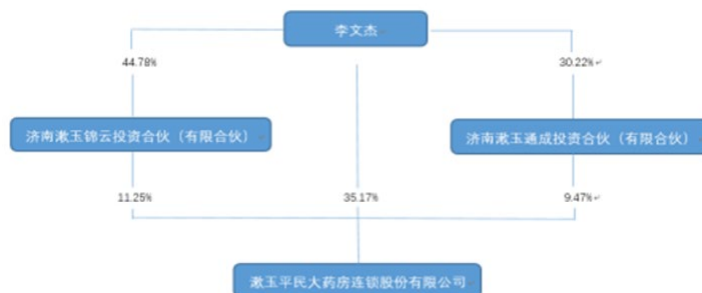 李文杰
44.78%
30.22%
济南漱玉锦云投资合伙（有限合伙）
济南漱玉通成投资合伙（有限合伙）
11.25%
35.17%
9.47%
漱玉平民大药房连锁股份有限公司